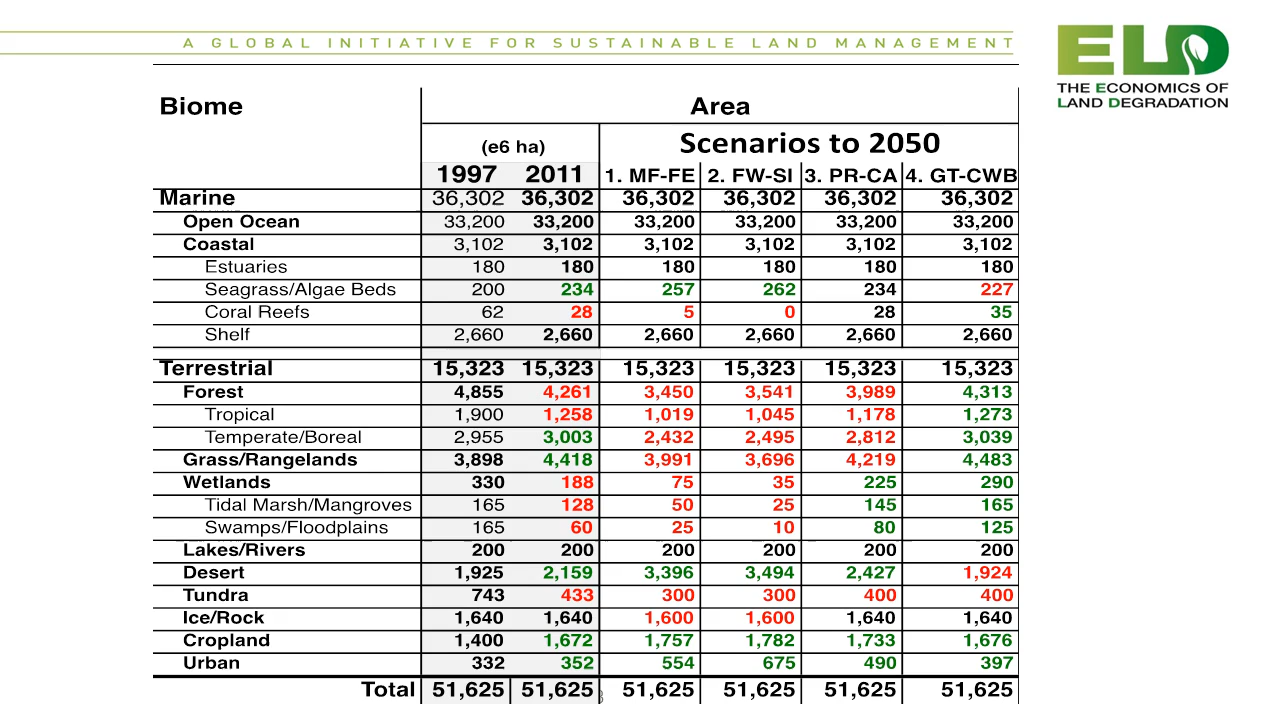 A GLOBAL INITIATIVE FOR SUSTAINABLE LAND MANAGEMENT
ELD
THE ECONOMICS OF
LAND DEGRADATION
Biome Area
(e6 ha) Scenarios to 2050
1997 2011 1. MF-FE 2. FW-SI 3. PR-CA 4. GT-CWB
Marine 36,302 36,302 36,302 36,302 36,302 36,302
Open Ocean 33,200 33,200 33,200 33,200 33,200 33,200
Coastal 3,102 3,102 3,102 3,102 3,102 3,102
Estuaries 180 180 180 180 180 180
Seagrass/Algae Beds 200 234 257 262 234 227
Coral Reefs 62 28 5 0 28 35
Shelf 2,660 2,660 2,660 2,660 2,660 2,660
Terrestrial 15,323 15,323 15,323 15,323 15,323 15,323
Forest 4,855 4,261 3,450 3,541 3,989 4,313
Tropical 1,900 1,258 1,019 1,045 1,178 1,273
Temperate/Boreal 2,955 3,003 2,432 2,495 2,812 3,039
Grass/Rangelands 3,898 4,418 3,991 3,696 4,219 4,483
Wetlands 330 188 75 35 225 290
Tidal Marsh/Mangroves 165 128 50 25 145 165
Swamps/Floodplains 165 60 25 10 80 125
Lakes/Rivers 200 200 200 200 200 200
Desert 1,925 2,159 3,396 3,494 2,427 1,924
Tundra 743 433 300 300 400 400
Ice/Rock 1,640 1,640 1,600 1,600 1,640 1,640
Cropland 1,400 1,672 1,757 1,782 1,733 1,676
Urban 332 352 554 675 490 397
Total 51,625 51,625 51,625 51,625 51,625 51,625